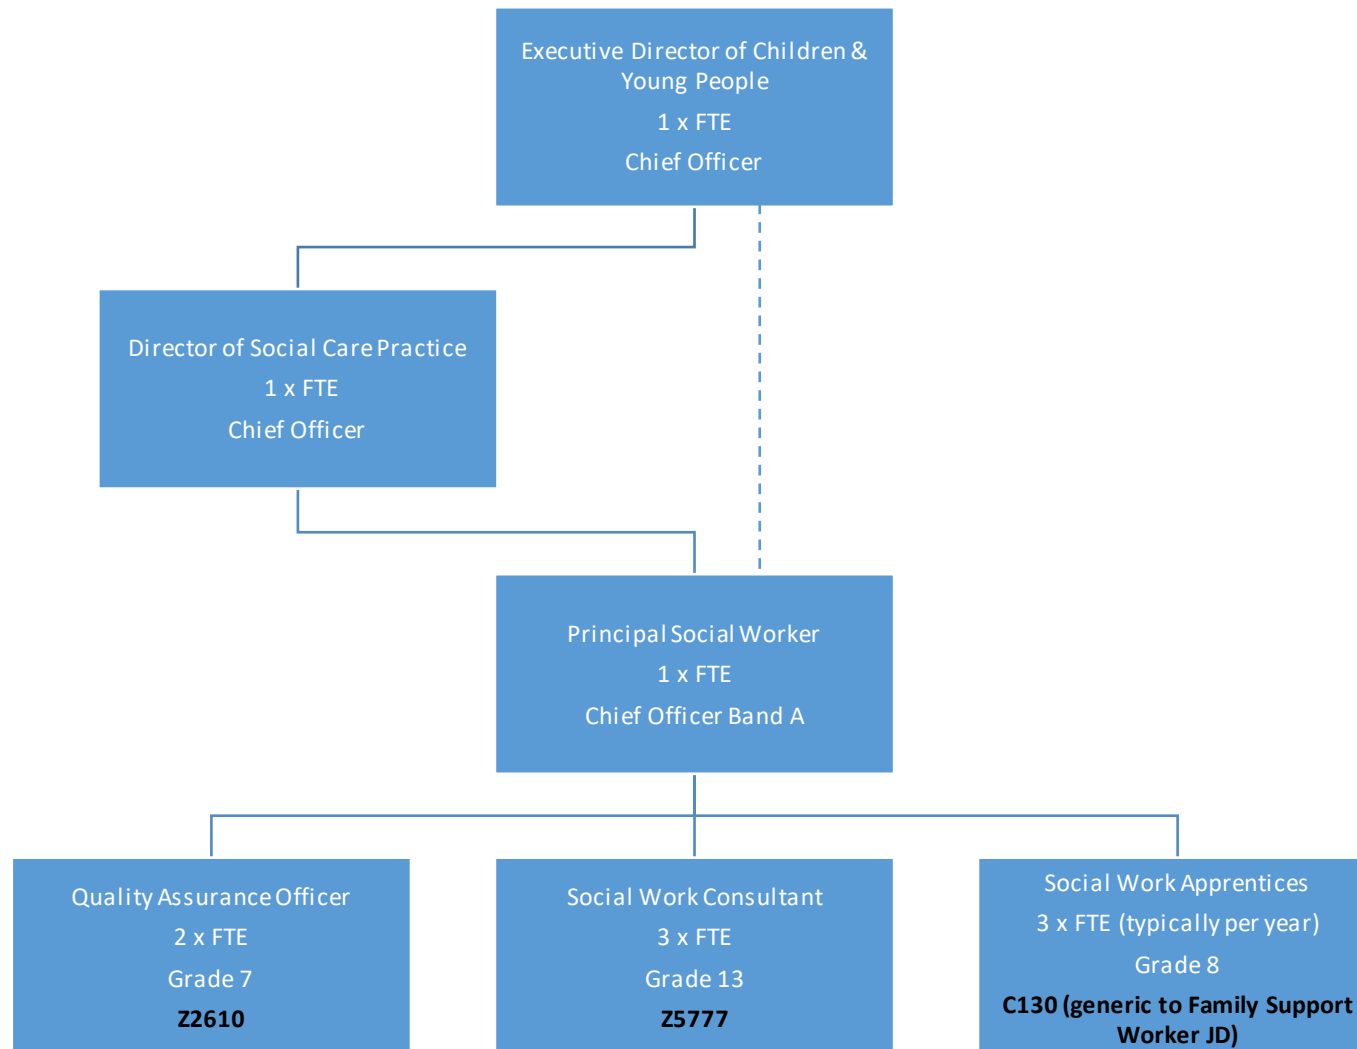 Executive Director of Children &
Young People
1 x FTE
Chief Officer
Director of Social Care Practice
1 x FTE
Chief Officer
Principal Social Worker
1 x FTE
Chief Officer Band A
Quality Assurance Officer
2 x FTE
Grade 7
Z2610
Social Work Consultant
3 x FTE
Grade 13
Z5777
Social Work Apprentices
3 x FTE (typically per year)
Grade 8
C130 (generic to Family Support
Worker JD)